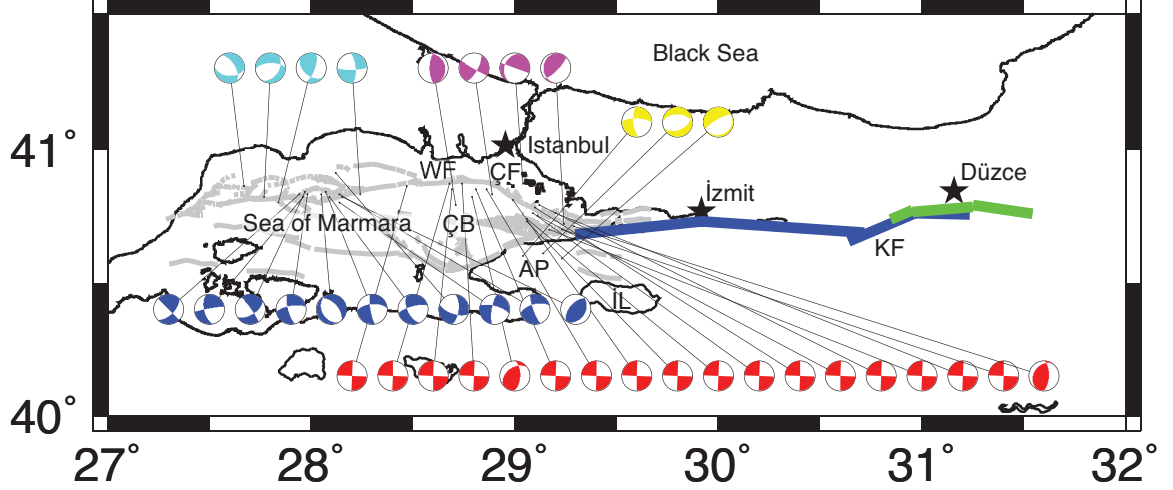 Black Sea
41°
Istanbul
WF
ÇF
Düzce
İzmit
Sea of Marmara
ÇB
KF
AP
İL
40°
27°
28°
29°
30°
31°
32°